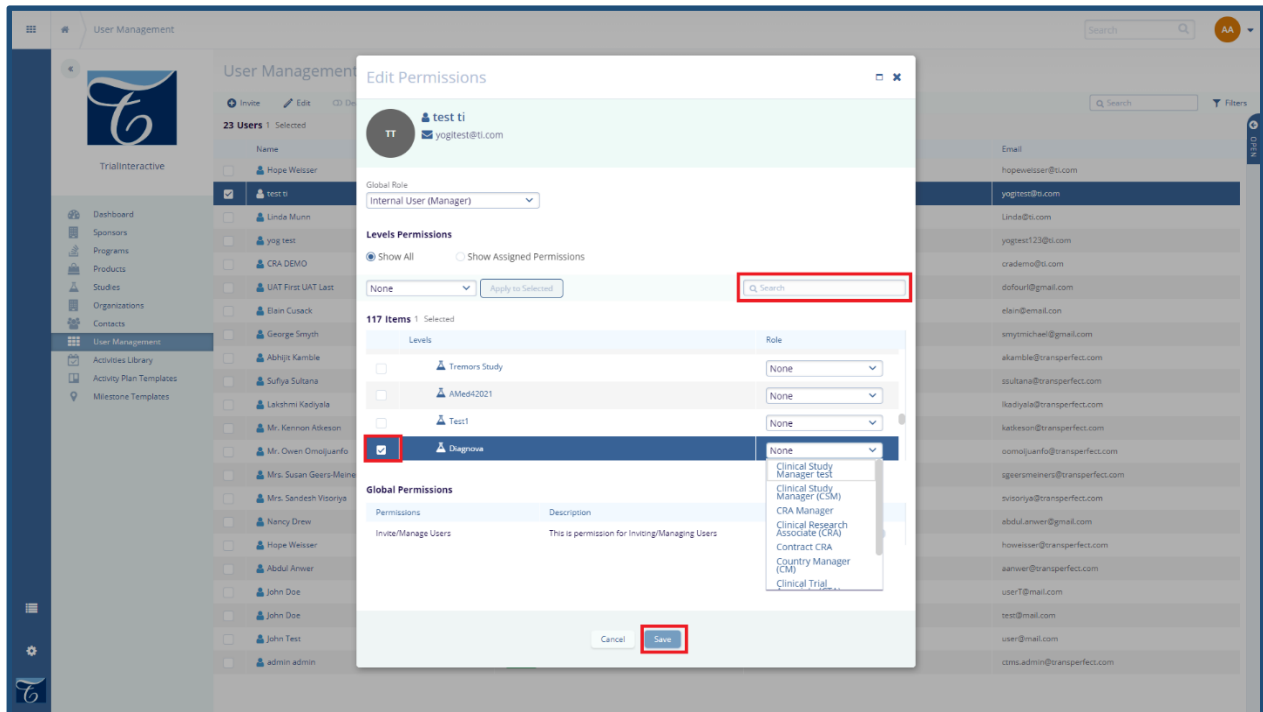 User Management
Search
AA
User Management
Invite Edit De
Search
Filters
OPEN
23 Users 1 Selected
TrialInteractive
Dashboard
Sponsors
Programs
Products
Studies
Organizations
Contacts
User Management
Activities Library
Activity Plan Templates
Milestone Templates
Name
Email
Hope Weisser
hopeweisser@ti.com
test ti
yogitest@ti.com
Linda Munn
Linda@ti.com
yog test
yogtest123@ti.com
CRA DEMO
crademo@ti.com
UAT First UAT Last
dofourl@gmail.com
Elain Cusack
elain@email.con
George Smyth
smytmichael@gmail.com
Abhijit Kamble
akamble@transperfect.com
Sufiya Sultana
ssultana@transperfect.com
Lakshmi Kadiyala
lkadiyala@transperfect.com
Mr. Kennon Atkeson
katkeson@transperfect.com
Mr. Owen Omoijuanfo
oomoijuanfo@transperfect.com
Mrs. Susan Geers-Meine
sgeersmeiners@transperfect.com
Mrs. Sandesh Visoriya
svisoriya@transperfect.com
Nancy Drew
abdul.anwer@gmail.com
Hope Weisser
howeisser@transperfect.com
Abdul Anwer
aanwer@transperfect.com
John Doe
userT@mail.com
John Doe
test@mail.com
John Test
user@mail.com
admin admin
ctms.admin@transperfect.com
Edit Permissions
TT
test ti
yogitest@ti.com
Global Role
Internal User (Manager)
Levels Permissions
Show All Show Assigned Permissions
None
Apply to Selected
Search
117 Items 1 Selected
Levels Role
Tremors Study None
AMed42021 None
Test1 None
Diagnova None
Clinical Study
Manager test
Clinical Study
Manager (CSM)
CRA Manager
Clinical Research
Associate (CRA)
Contract CRA
Country Manager
(CM)
Clinical Trial
Global Permissions
Permissions Description
Invite/Manage Users This is permission for Inviting/Managing Users
Cancel
Save